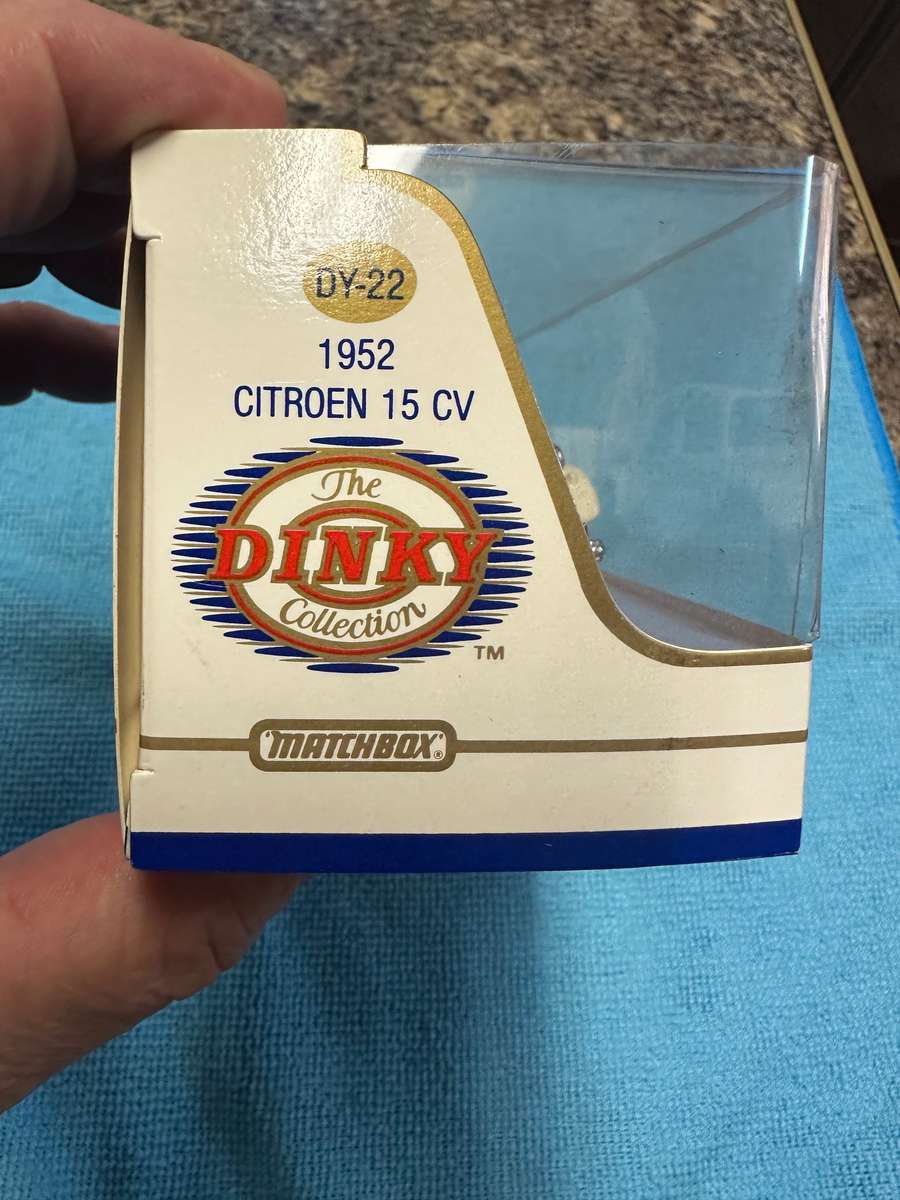 DY-22
1952
CITROEN 15 CV
The
DINKY
Collection
TM
'MATCHBOX'®